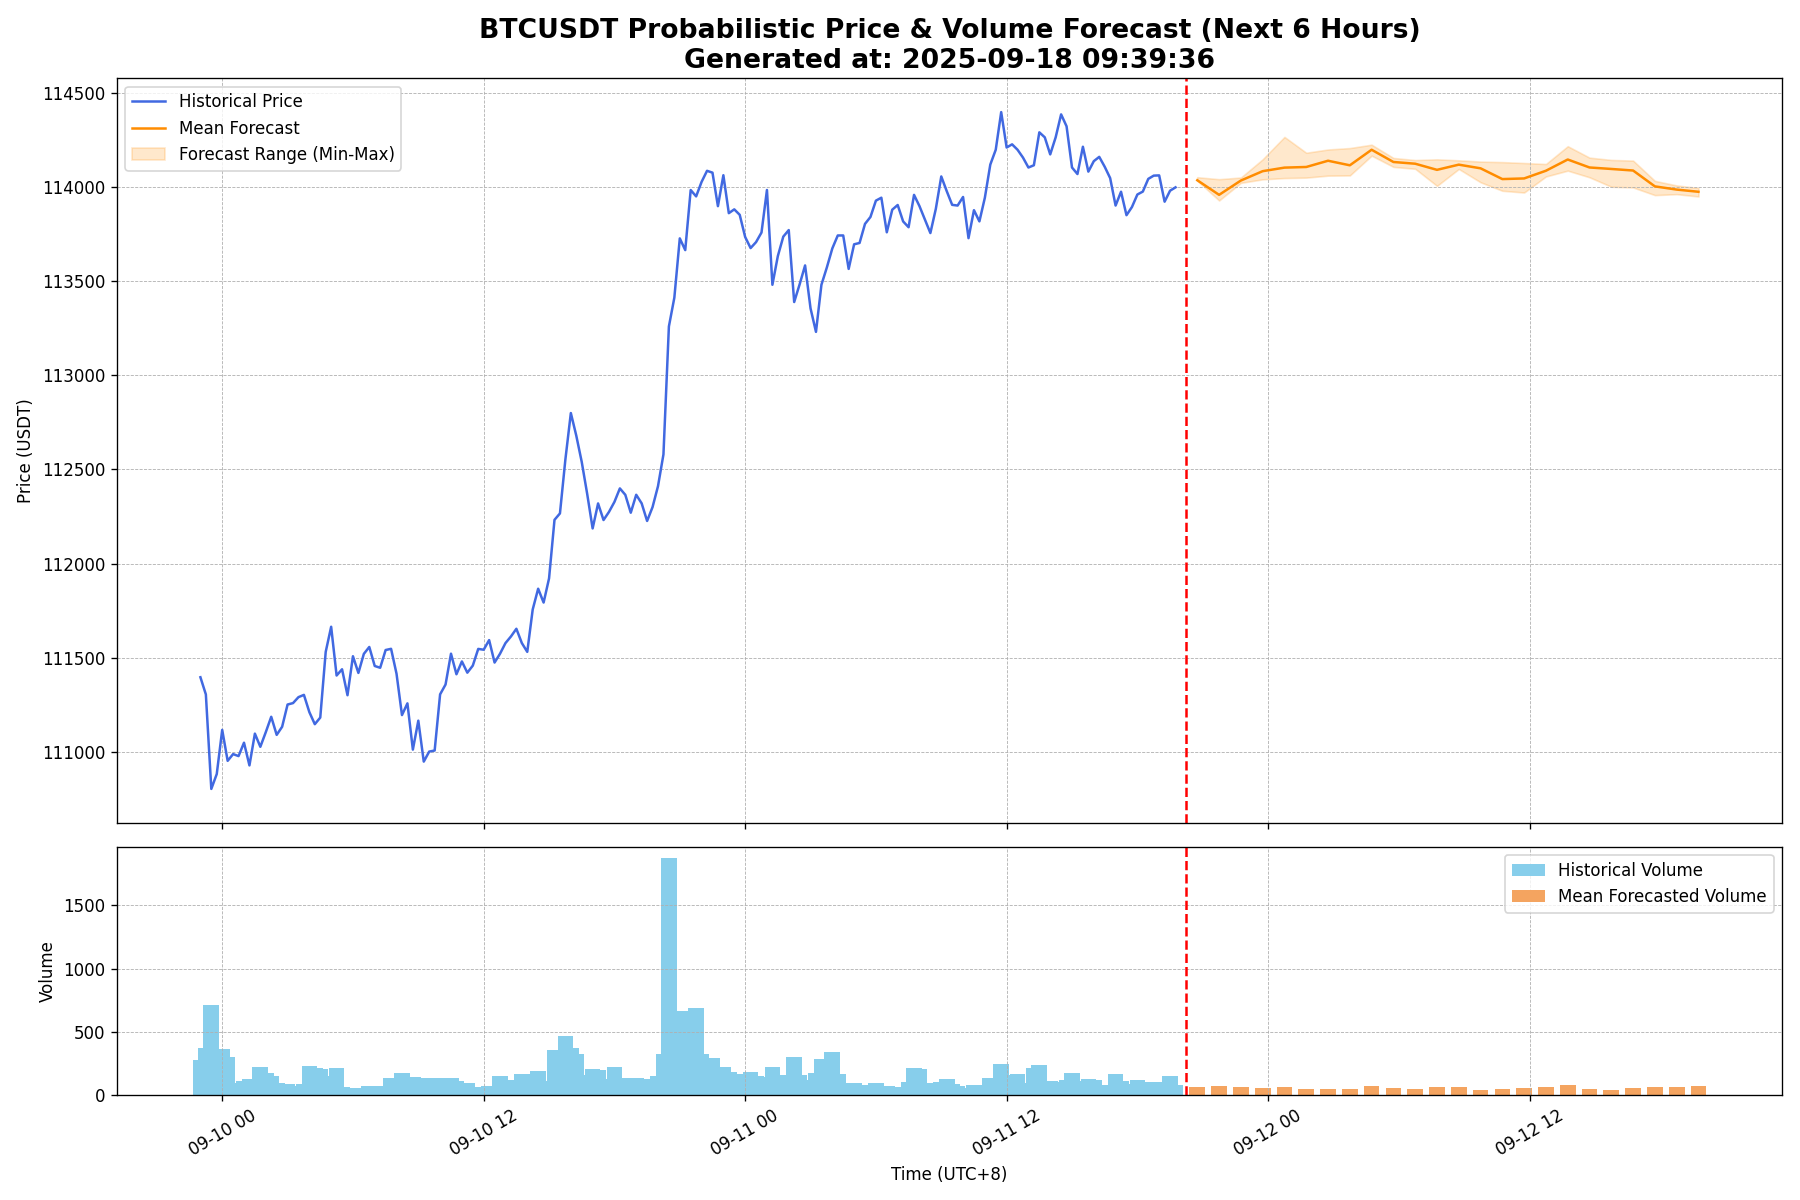 BTCUSDT Probabilistic Price & Volume Forecast (Next 6 Hours)
Generated at: 2025-09-18 09:39:36
Historical Price
Mean Forecast
Forecast Range (Min-Max)
114500
114000
113500
113000
112500
112000
111500
111000
Price (USDT)
Historical Volume
Mean Forecasted Volume
1500
1000
500
0
Volume
09-10 00
09-10 12
09-11 00
09-11 12
09-12 00
09-12 12
Time (UTC+8)